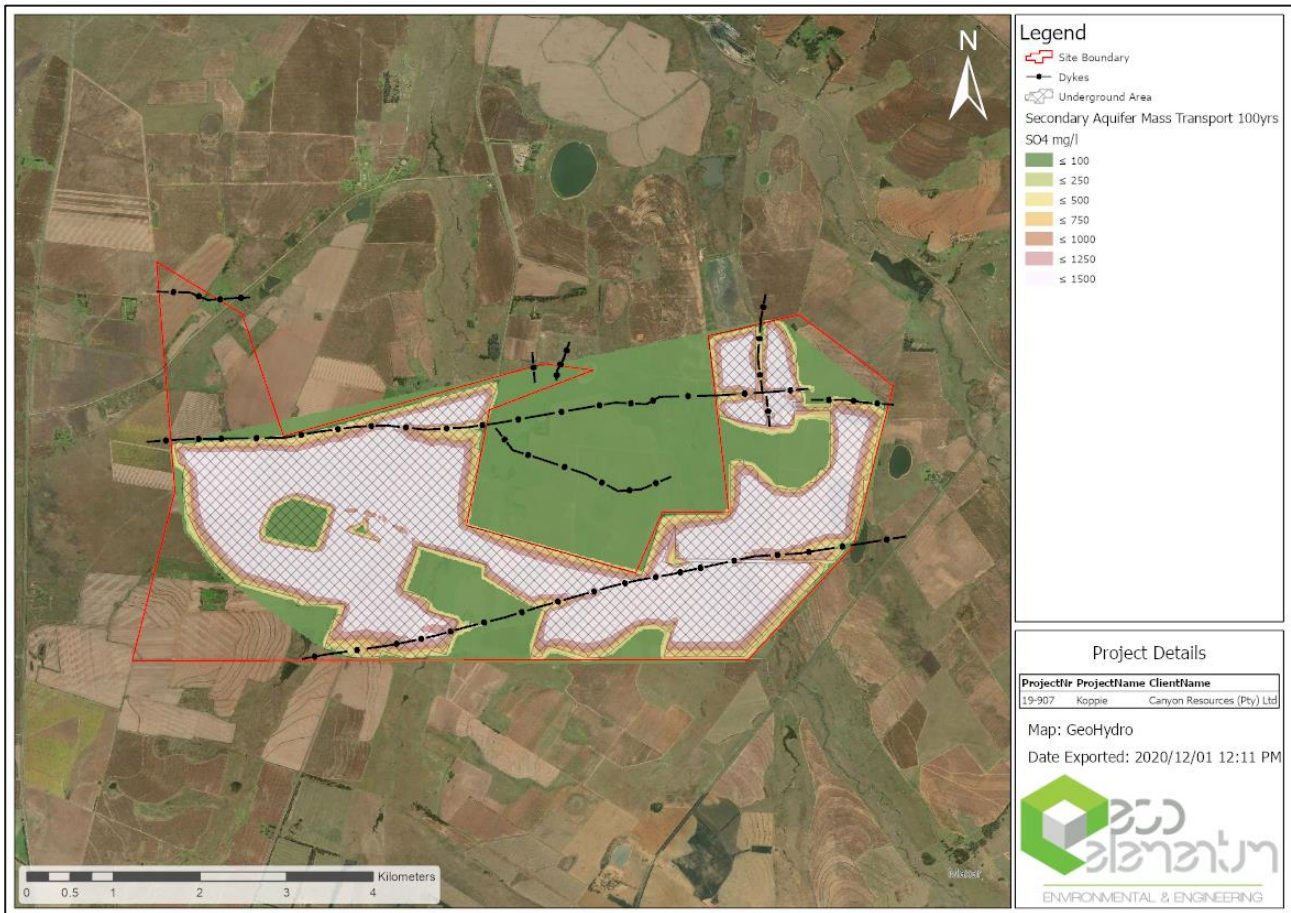 N
Legend
Site Boundary
Dykes
Underground Area
Secondary Aquifer Mass Transport 100yrs
SO4 mg/l
≤ 100
≤ 250
≤ 500
≤ 750
≤ 1000
≤ 1250
≤ 1500
Project Details
ProjectNr ProjectName ClientName
19-907 Koppie Canyon Resources (Pty) Ltd
Map: GeoHydro
Date Exported: 2020/12/01 12:11 PM
eco
elementum
ENVIRONMENTAL & ENGINEERING
Kilometers
0 0.5 1 2 3 4